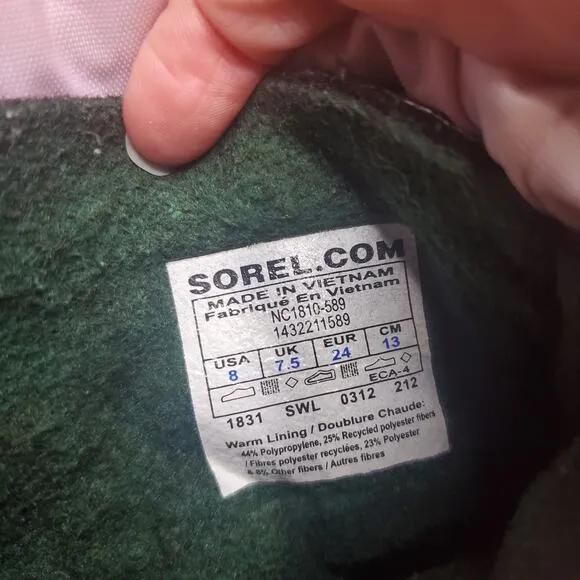 SOREL.COM
MADE IN VIETNAM
Fabriqué En Vietnam
NC1810-589
1432211589
USA UK EUR CM
8 7.5 24 13
ECA-4
1831 SWL 0312 212
Warm Lining / Doublure Chaude:
44% Polypropylene, 25% Recycled polyester fibers
/ Fibres polyester recyclées, 23% Polyester
& 8% Other fibers / Autres fibres